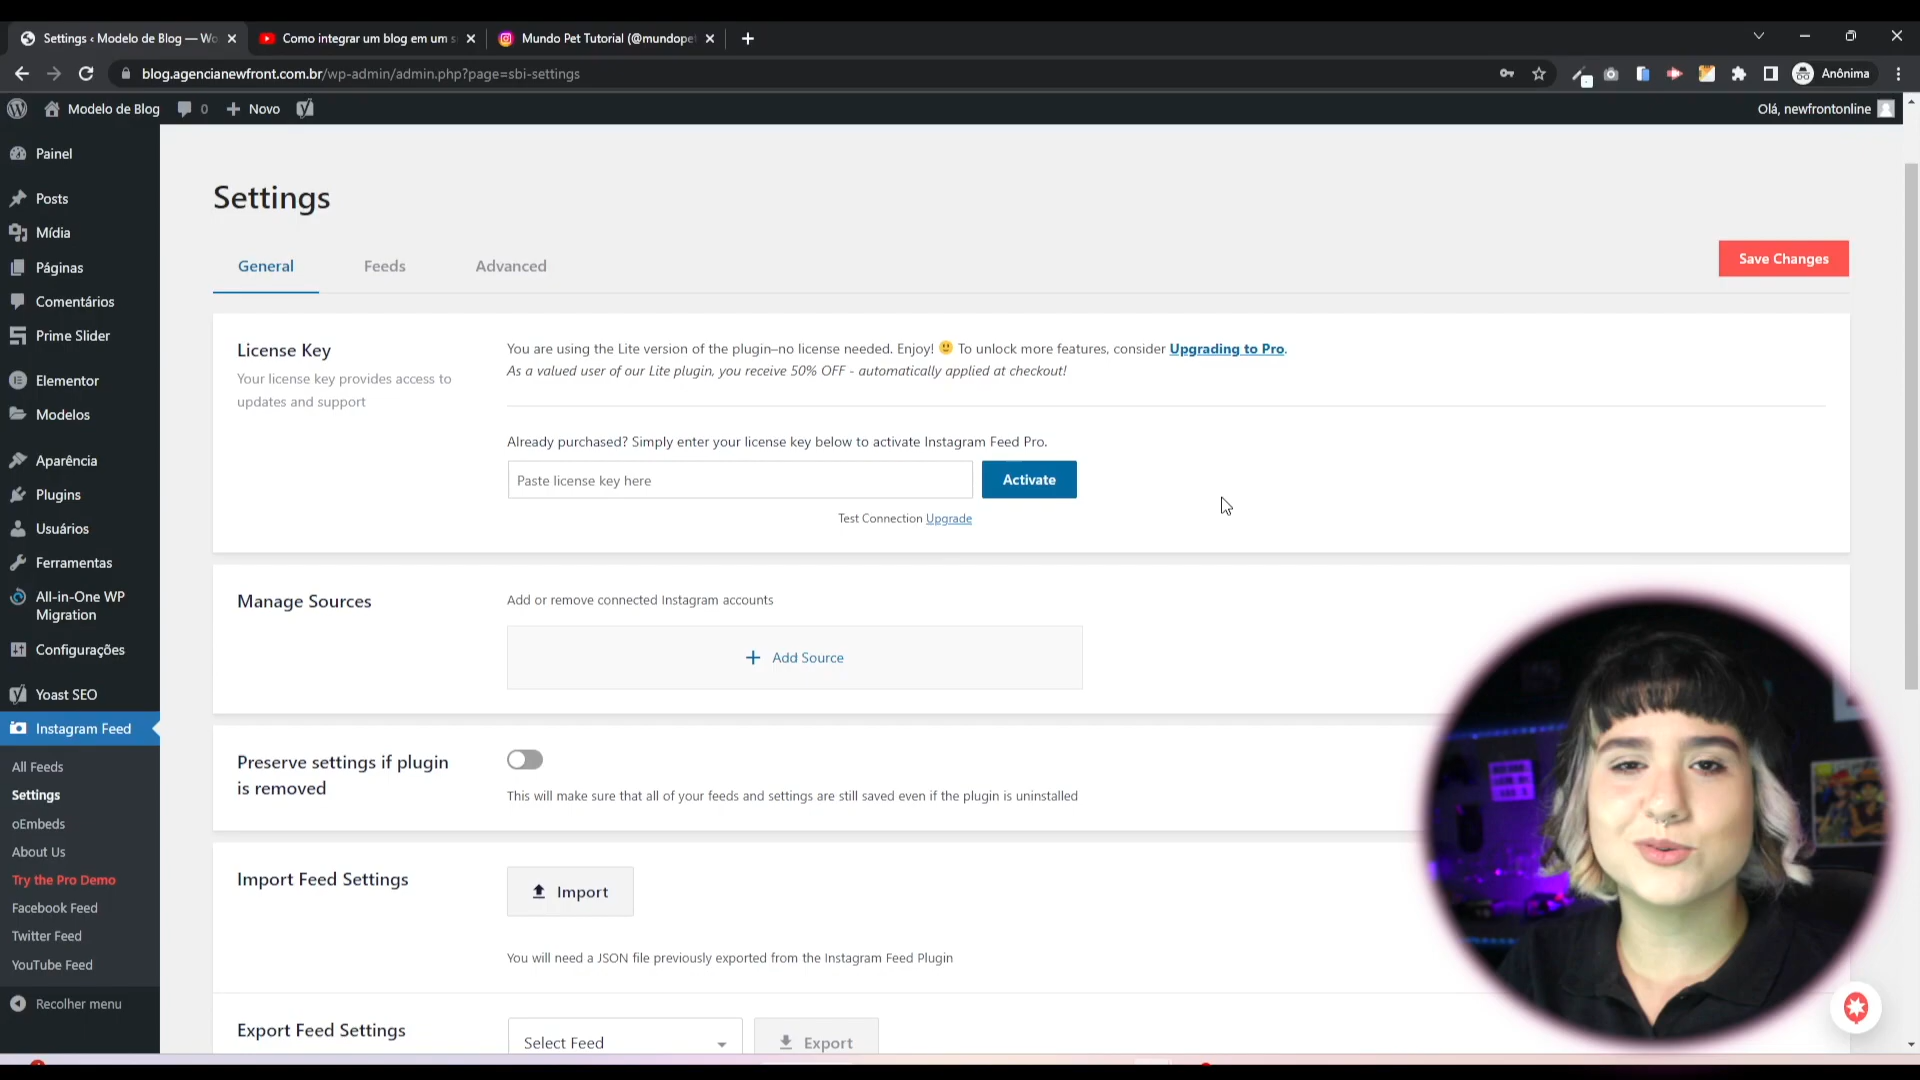 Settings ‹ Modelo de Blog — Wo
Como integrar um blog em um s
Mundo Pet Tutorial (@mundope
blog.agencianewfront.com.br/wp-admin/admin.php?page=sbi-settings
Anônima
Modelo de Blog
0
Novo
Olá, newfrontonline
Painel
Posts
Mídia
Páginas
Comentários
Prime Slider
Elementor
Modelos
Aparência
Plugins
Usuários
Ferramentas
All-in-One WP
Migration
Configurações
Yoast SEO
Instagram Feed
All Feeds
Settings
oEmbeds
About Us
Try the Pro Demo
Facebook Feed
Twitter Feed
YouTube Feed
Recolher menu
Settings
General
Feeds
Advanced
Save Changes
License Key
Your license key provides access to
updates and support
You are using the Lite version of the plugin–no license needed. Enjoy! 🙂 To unlock more features, consider Upgrading to Pro.
As a valued user of our Lite plugin, you receive 50% OFF - automatically applied at checkout!
Already purchased? Simply enter your license key below to activate Instagram Feed Pro.
Paste license key here
Activate
Test Connection Upgrade
Manage Sources
Add or remove connected Instagram accounts
+ Add Source
Preserve settings if plugin
is removed
This will make sure that all of your feeds and settings are still saved even if the plugin is uninstalled
Import Feed Settings
Import
You will need a JSON file previously exported from the Instagram Feed Plugin
Export Feed Settings
Select Feed
Export